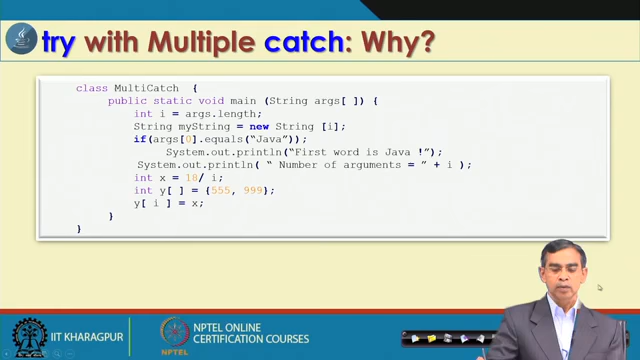 try with Multiple catch: Why?
class MultiCatch {
public static void main (String args[ ]) {
int i = args.length;
String myString = new String [i];
if(args[0].equals(“Java”));
System.out.println(“First word is Java !”);
System.out.println( “ Number of arguments = ” + i );
int x = 18/ i;
int y[ ] = {555, 999};
y[ i ] = x;
}
}
IIT KHARAGPUR
NPTEL
NPTEL ONLINE
CERTIFICATION COURSES